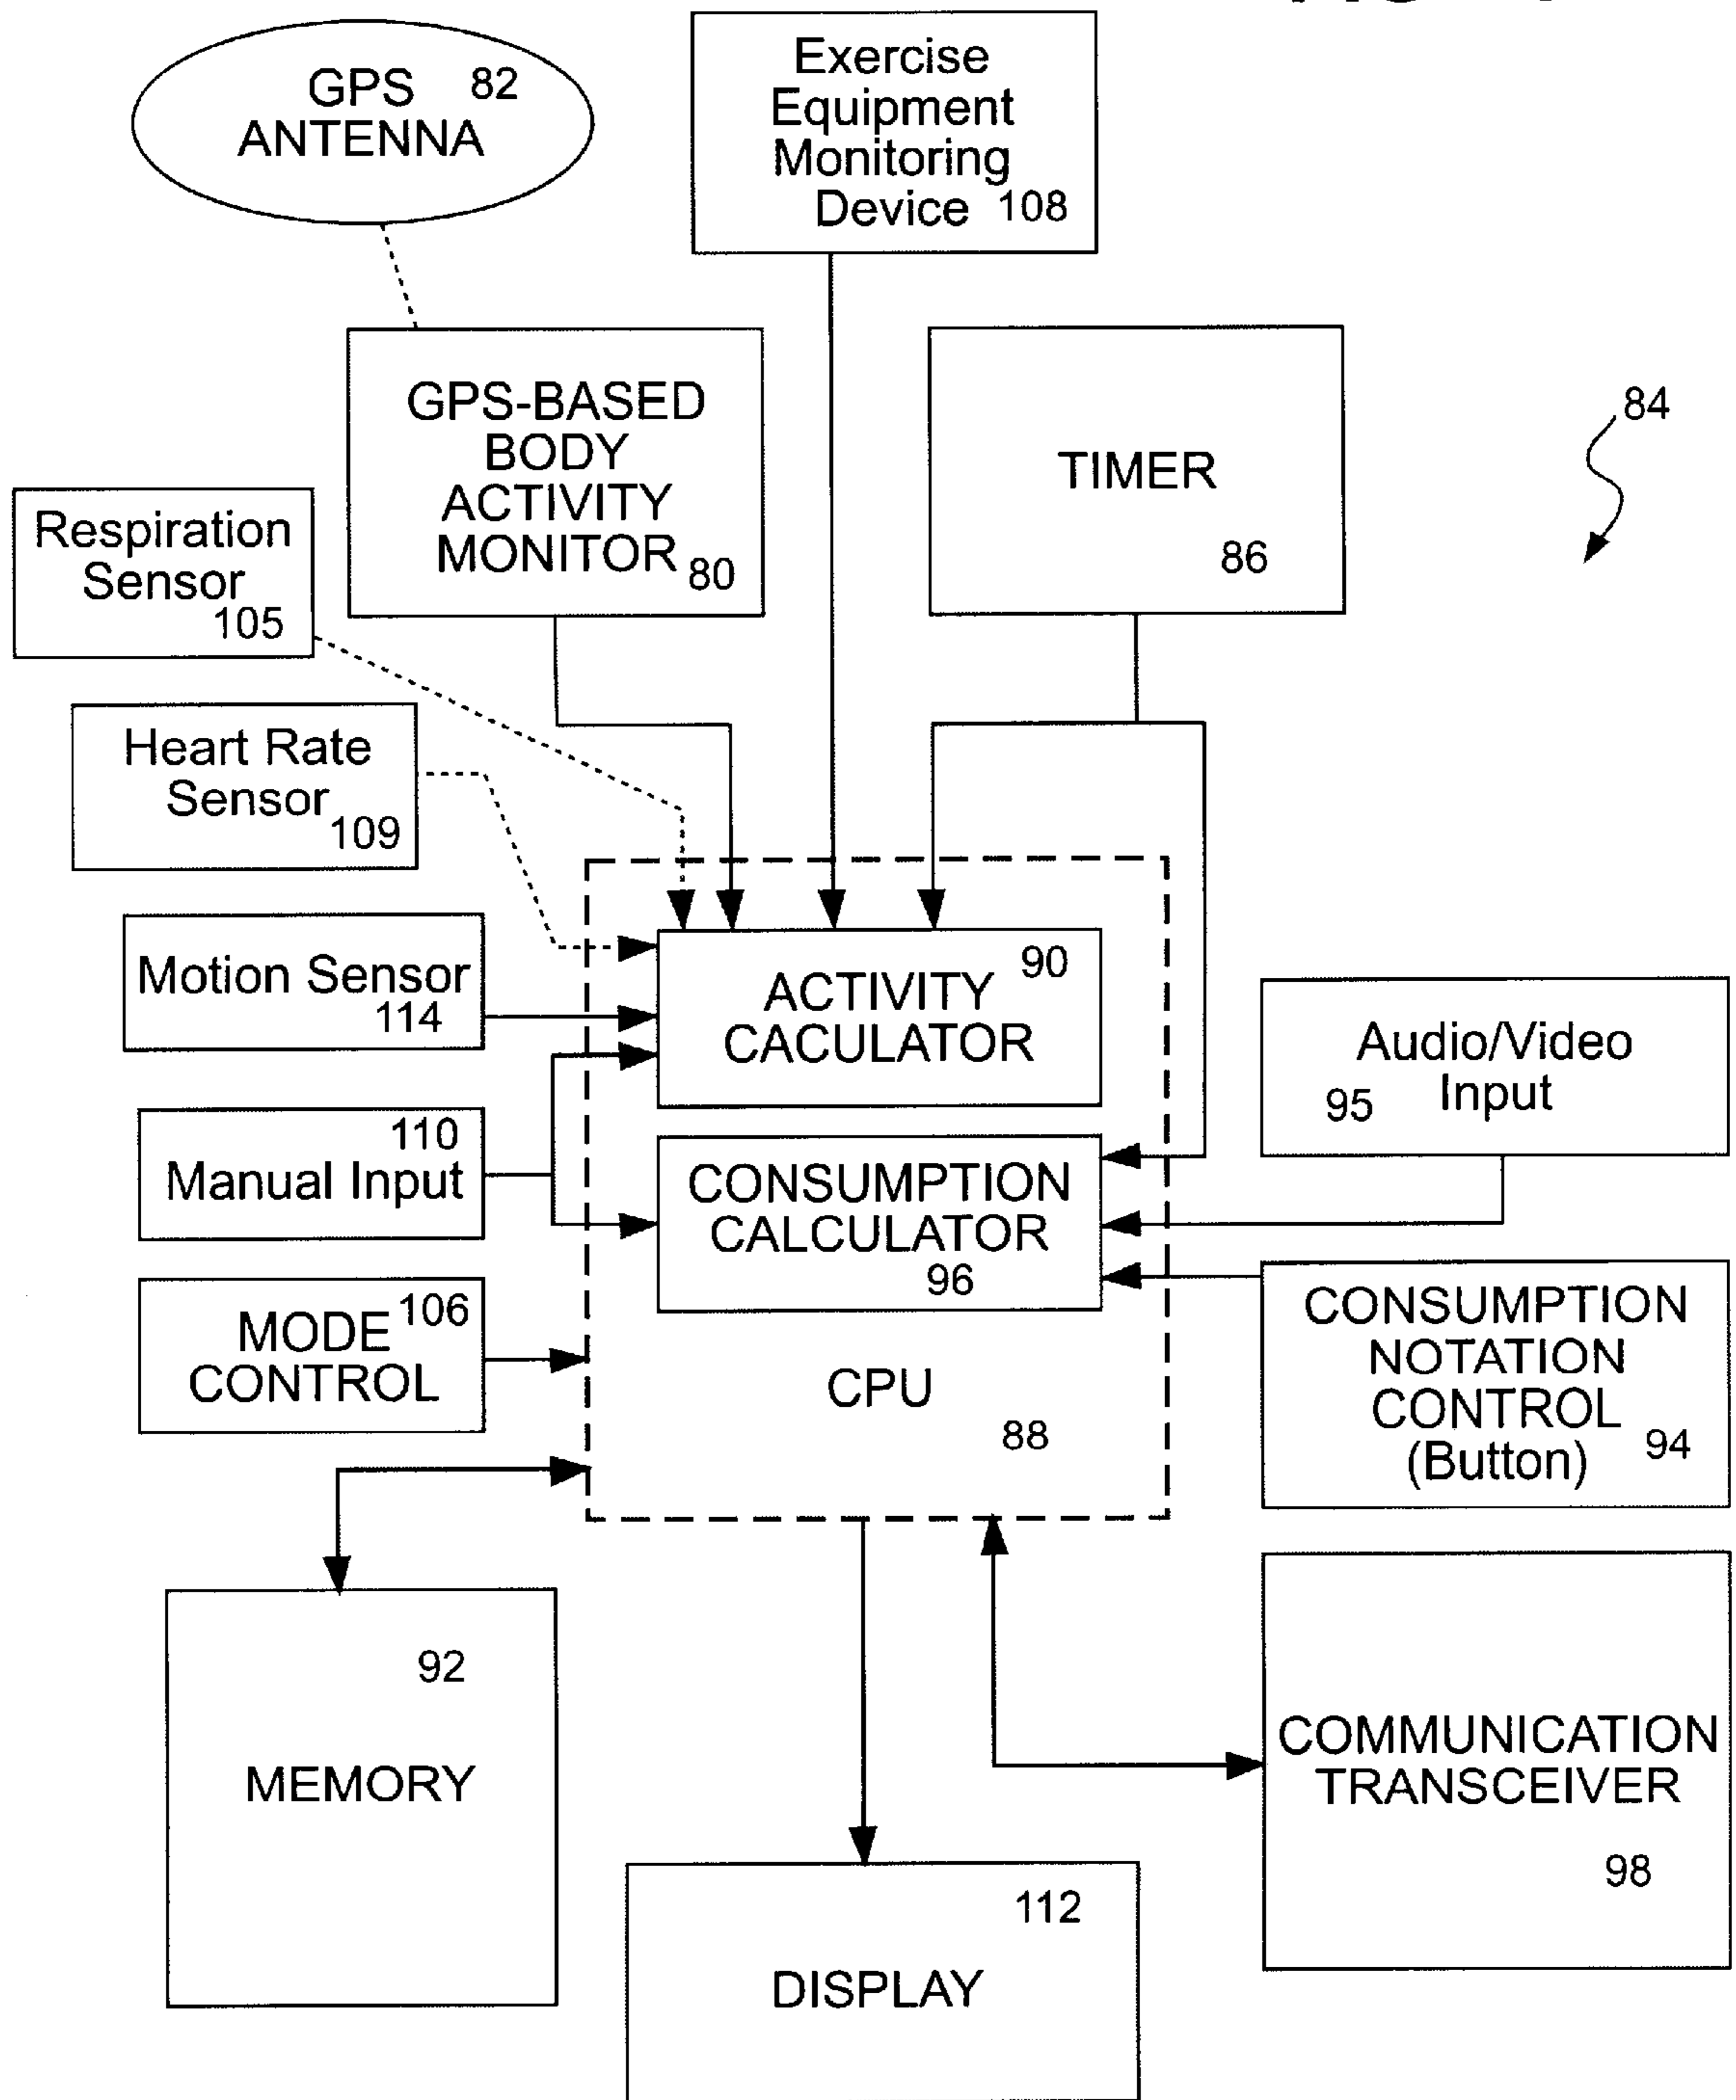 GPS 82
ANTENNA
Exercise
Equipment
Monitoring
Device 108
GPS-BASED
BODY
ACTIVITY
MONITOR 80
TIMER
86
84
Respiration
Sensor
105
Heart Rate
Sensor
109
Motion Sensor
114
90
ACTIVITY
CACULATOR
Audio/Video
95 Input
110
Manual Input
CONSUMPTION
CALCULATOR
96
MODE 106
CONTROL
CPU
88
CONSUMPTION
NOTATION
CONTROL
(Button) 94
92
MEMORY
COMMUNICATION
TRANSCEIVER
98
112
DISPLAY